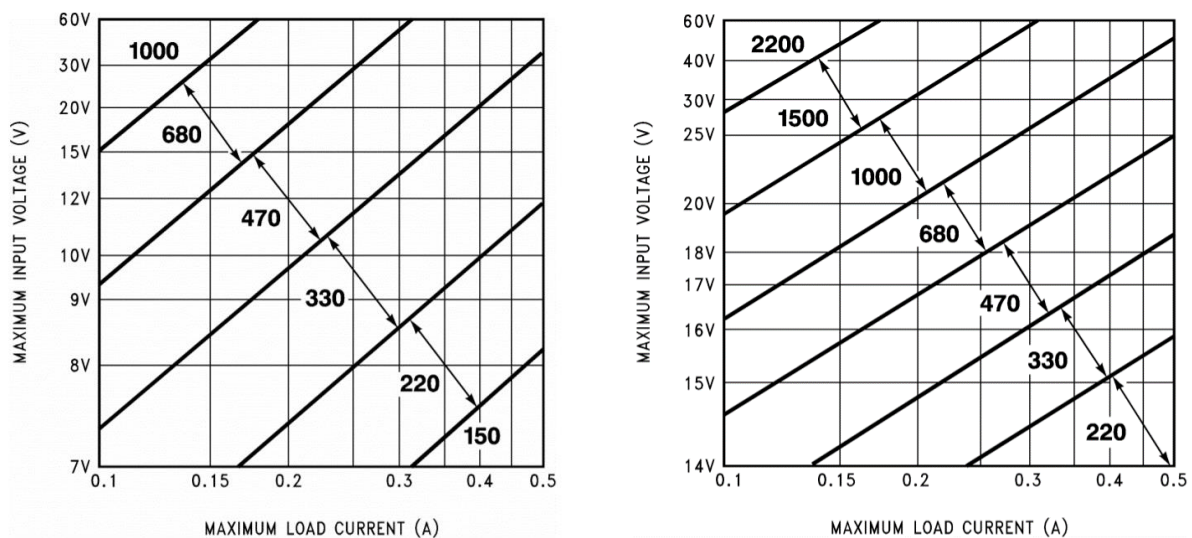 60V
30V
20V
15V
12V
10V
9V
8V
7V
MAXIMUM INPUT VOLTAGE (V)
1000
680
470
330
220
150
0.1 0.15 0.2 0.3 0.4 0.5
MAXIMUM LOAD CURRENT (A)
60V
40V
30V
25V
20V
18V
17V
16V
15V
14V
MAXIMUM INPUT VOLTAGE (V)
2200
1500
1000
680
470
330
220
0.1 0.15 0.2 0.3 0.4 0.5
MAXIMUM LOAD CURRENT (A)